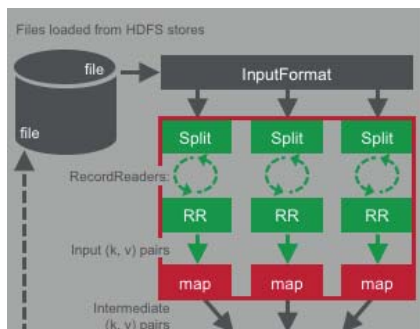 Files loaded from HDFS stores
file
InputFormat
file
Split Split Split
RecordReaders:
RR RR RR
Input (k, v) pairs
map map map
Intermediate
(k, v) pairs